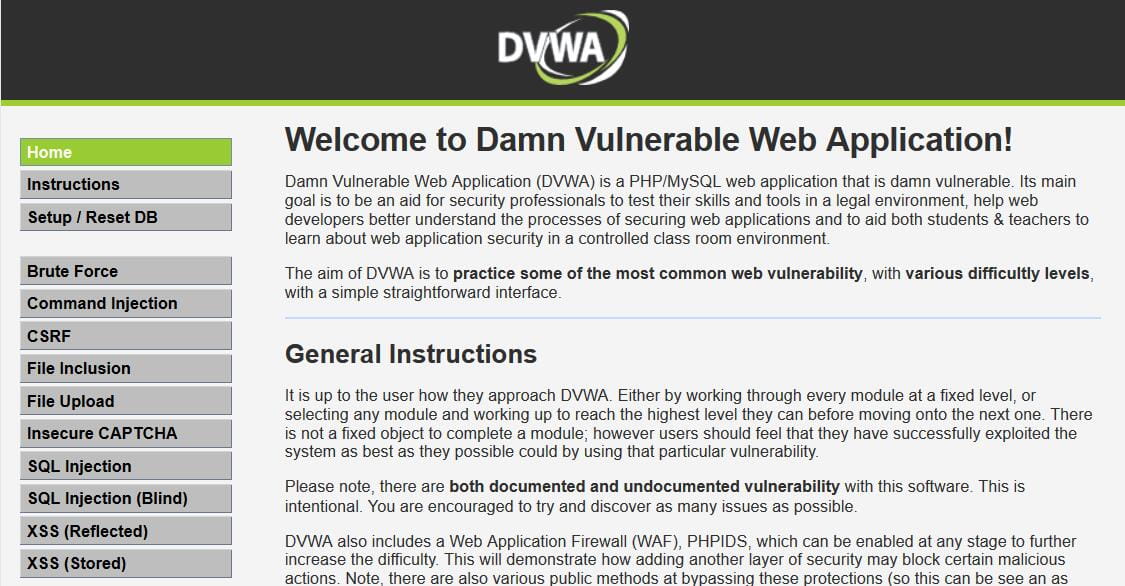 DVWA
Home
Instructions
Setup / Reset DB
Brute Force
Command Injection
CSRF
File Inclusion
File Upload
Insecure CAPTCHA
SQL Injection
SQL Injection (Blind)
XSS (Reflected)
XSS (Stored)
Welcome to Damn Vulnerable Web Application!
Damn Vulnerable Web Application (DVWA) is a PHP/MySQL web application that is damn vulnerable. Its main
goal is to be an aid for security professionals to test their skills and tools in a legal environment, help web
developers better understand the processes of securing web applications and to aid both students & teachers to
learn about web application security in a controlled class room environment.
The aim of DVWA is to practice some of the most common web vulnerability, with various difficultly levels,
with a simple straightforward interface.
General Instructions
It is up to the user how they approach DVWA. Either by working through every module at a fixed level, or
selecting any module and working up to reach the highest level they can before moving onto the next one. There
is not a fixed object to complete a module; however users should feel that they have successfully exploited the
system as best as they possible could by using that particular vulnerability.
Please note, there are both documented and undocumented vulnerability with this software. This is
intentional. You are encouraged to try and discover as many issues as possible.
DVWA also includes a Web Application Firewall (WAF), PHPIDS, which can be enabled at any stage to further
increase the difficulty. This will demonstrate how adding another layer of security may block certain malicious
actions. Note, there are also various public methods at bypassing these protections (so this can be see an as